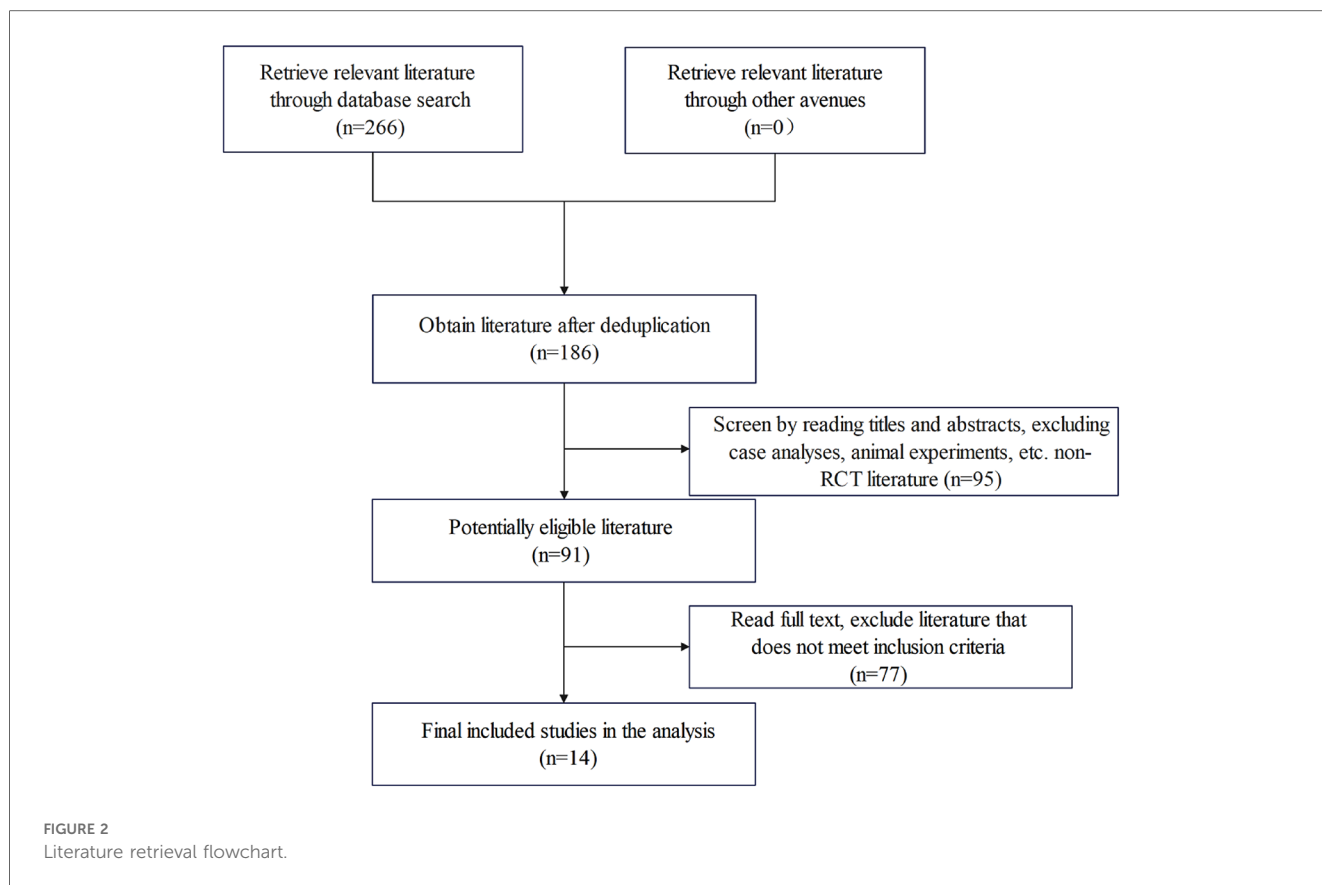 Retrieve relevant literature
through database search
(n=266)
Retrieve relevant literature
through other avenues
(n=0）
Obtain literature after deduplication
(n=186)
Screen by reading titles and abstracts, excluding
case analyses, animal experiments, etc. non-
RCT literature (n=95)
Potentially eligible literature
(n=91)
Read full text, exclude literature that
does not meet inclusion criteria
(n=77)
Final included studies in the analysis
(n=14)
FIGURE 2
Literature retrieval flowchart.